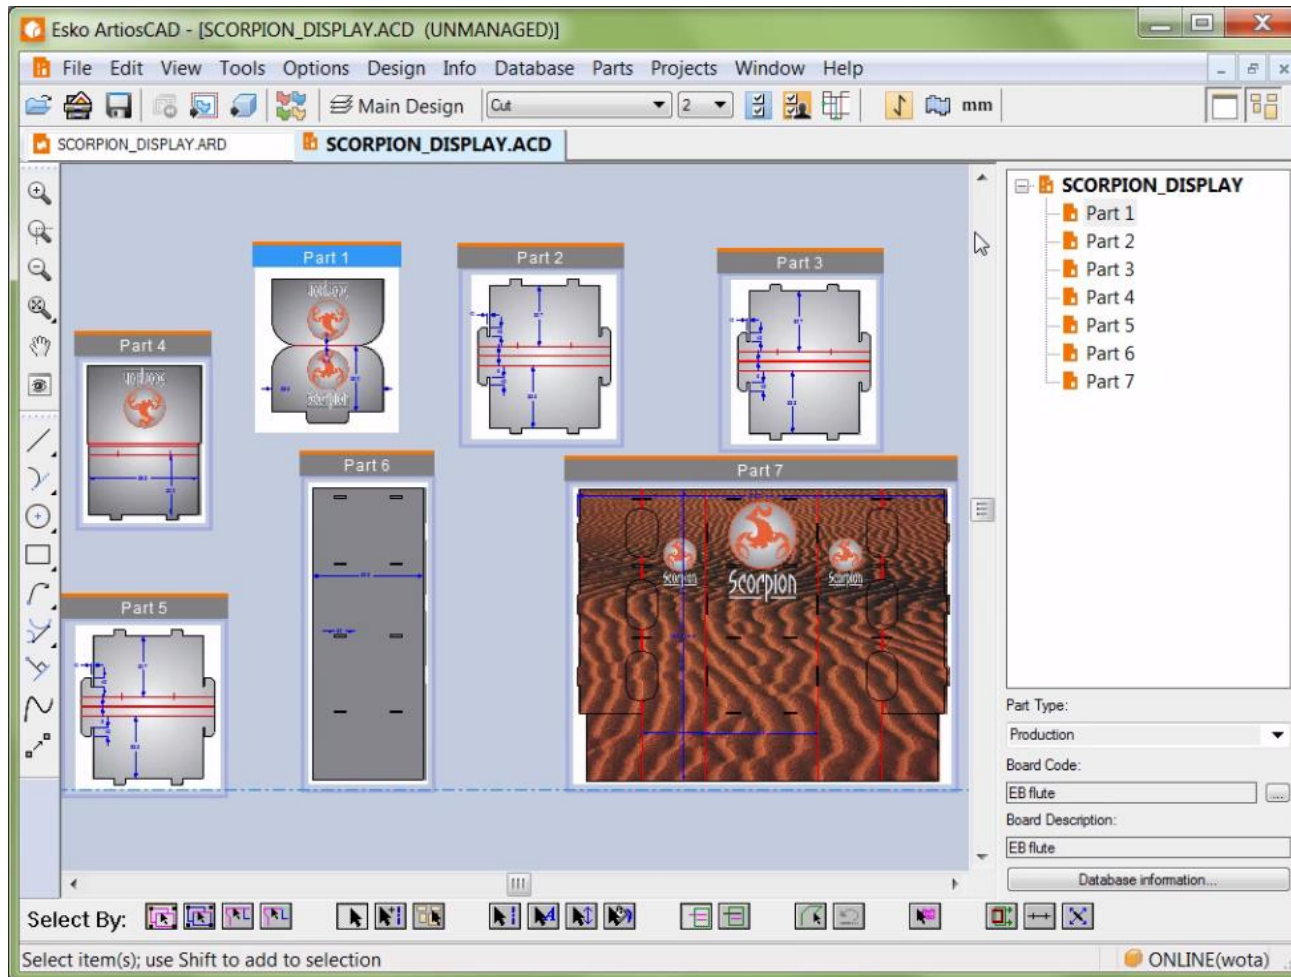 Esko ArtiosCAD - [SCORPION_DISPLAY.ACD (UNMANAGED)]
File Edit View Tools Options Design Info Database Parts Projects Window Help
Main Design Cut 2 mm
SCORPION_DISPLAY.ARD SCORPION_DISPLAY.ACD
SCORPION_DISPLAY
Part 1
Part 2
Part 3
Part 4
Part 5
Part 6
Part 7
Part 1
Part 2
Part 3
Part 4
Part 6
Part 7
Part 5
Scorpion
Scorpion
Scorpion
Scorpion
Part Type:
Production
Board Code:
EB flute
...
Board Description:
EB flute
Database information...
Select By:
Select item(s); use Shift to add to selection
ONLINE(wota)